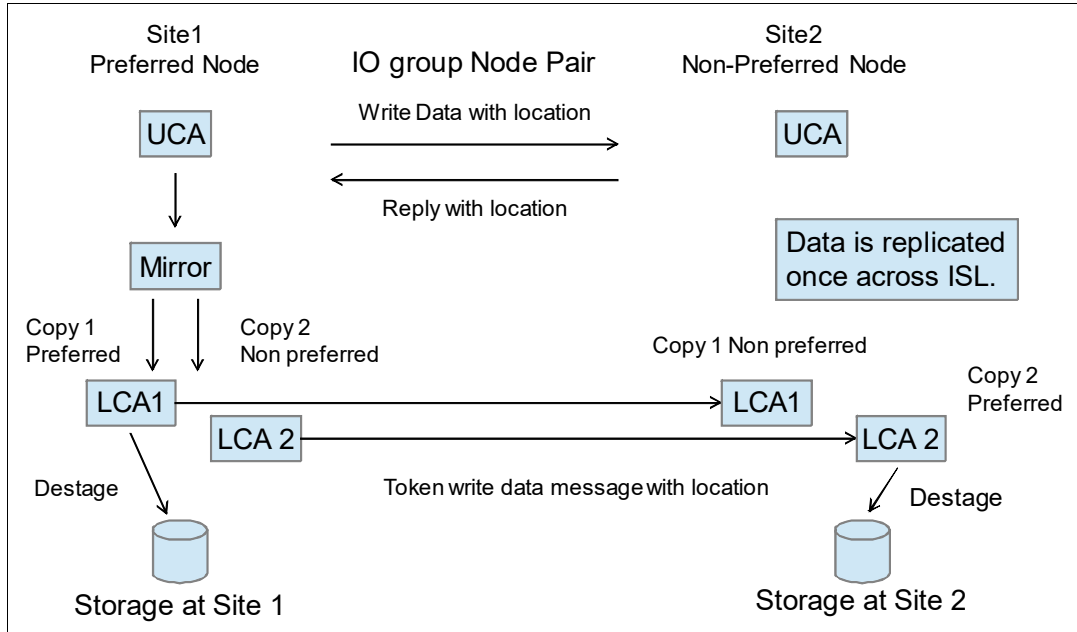 Site1
Preferred Node
IO group Node Pair
Site2
Non-Preferred Node
UCA
Write Data with location
UCA
Reply with location
Mirror
Data is replicated
once across ISL.
Copy 1
Preferred
Copy 2
Non preferred
Copy 1 Non preferred
Copy 2
Preferred
LCA1
LCA1
LCA 2
LCA 2
Destage
Token write data message with location
Destage
Storage at Site 1
Storage at Site 2